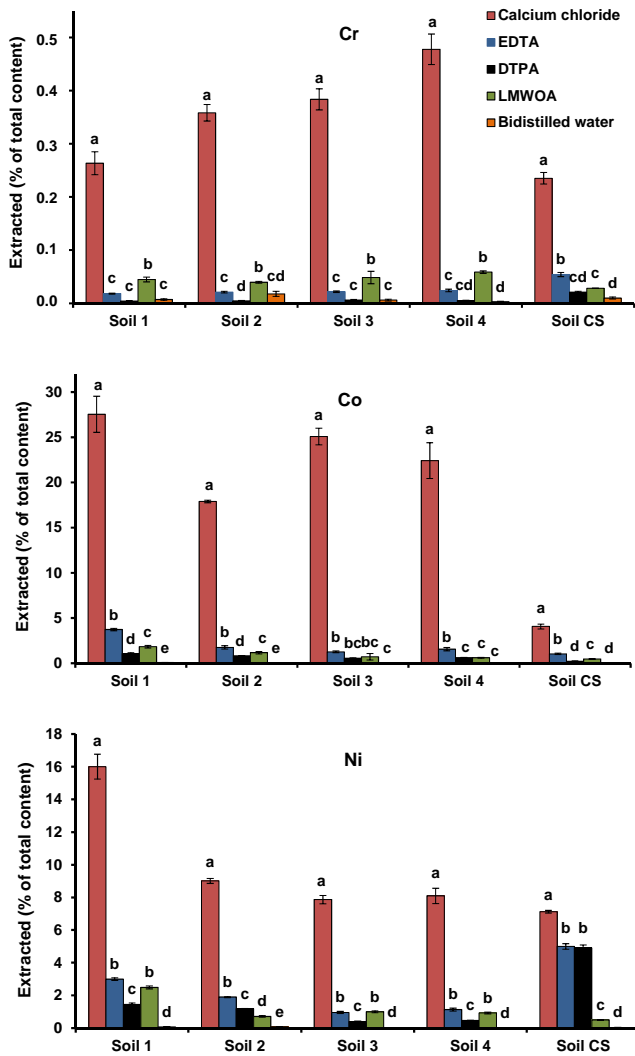 Cr
Calcium chloride
EDTA
DTPA
LMWOA
Bidistilled water
Extracted (% of total content)
0.5
0.4
0.3
0.2
0.1
0.0
a
c c b c
a
c d b cd
a
c c b c
a
c cd b d
a
b cd c d
Soil 1 Soil 2 Soil 3 Soil 4 Soil CS
Co
Extracted (% of total content)
30
25
20
15
10
5
0
a
b d c e
a
b d c e
a
b bc bc c
a
b c c c
a
b d c d
Soil 1 Soil 2 Soil 3 Soil 4 Soil CS
Ni
Extracted (% of total content)
18
16
14
12
10
8
6
4
2
0
a
b c b d
a
b c d e
a
b c b d
a
b c b d
a
b b c d
Soil 1 Soil 2 Soil 3 Soil 4 Soil CS